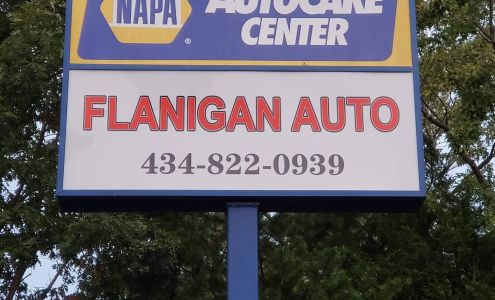 NAPA
AUTOCARE
CENTER
®
FLANIGAN AUTO
434-822-0939